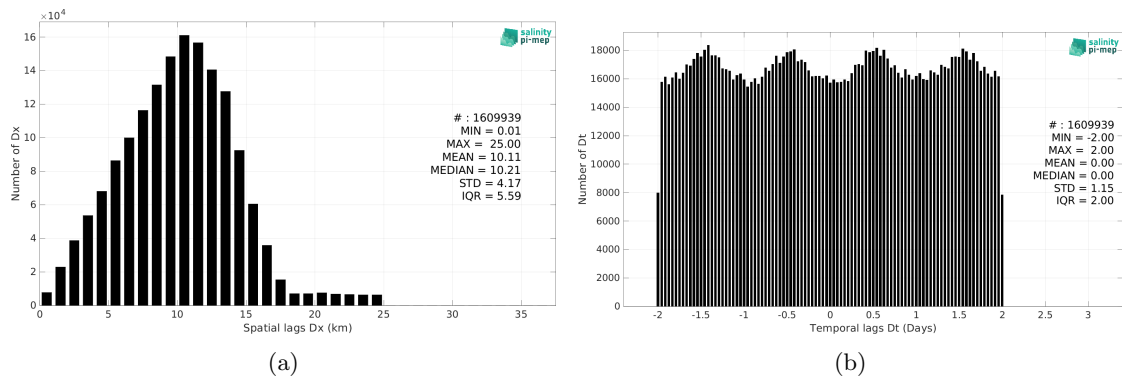 ×10⁴
16
14
12
10
8
6
4
2
0
Number of Dx
salinity
pi-mep
# : 1609939
MIN = 0.01
MAX = 25.00
MEAN = 10.11
MEDIAN = 10.21
STD = 4.17
IQR = 5.59
0 5 10 15 20 25 30 35
Spatial lags Dx (km)
(a)
18000
16000
14000
12000
10000
8000
6000
4000
2000
0
Number of Dt
salinity
pi-mep
# : 1609939
MIN = -2.00
MAX = 2.00
MEAN = 0.00
MEDIAN = 0.00
STD = 1.15
IQR = 2.00
-2 -1.5 -1 -0.5 0 0.5 1 1.5 2 2.5 3
Temporal lags Dt (Days)
(b)